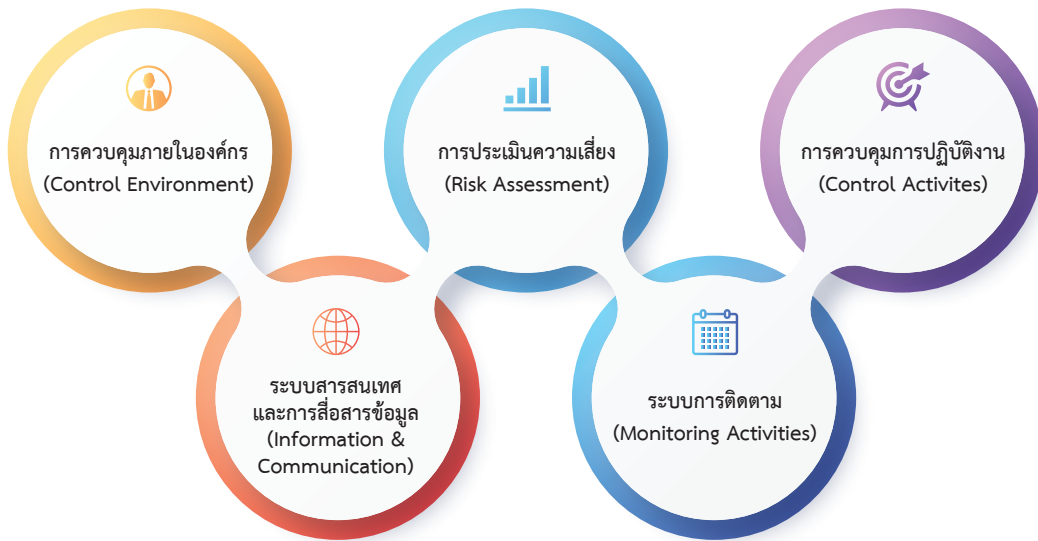 การควบคุมภายในองค์กร
(Control Environment)
การประเมินความเสี่ยง
(Risk Assessment)
การควบคุมการปฏิบัติงาน
(Control Activites)
ระบบสารสนเทศ
และการสื่อสารข้อมูล
(Information &
Communication)
ระบบการติดตาม
(Monitoring Activities)